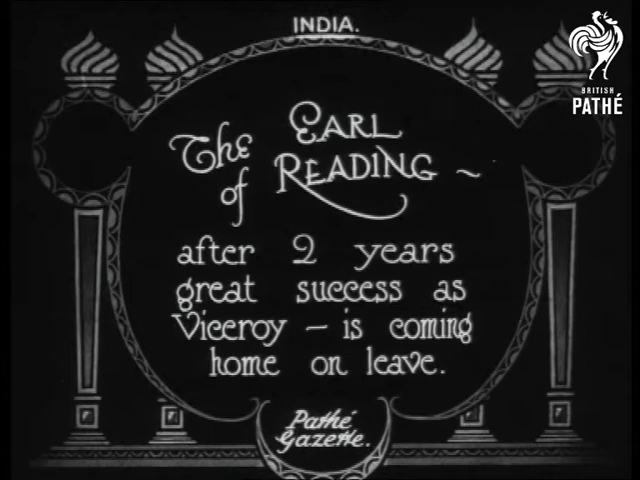 INDIA.
BRITISH
PATHÉ
The EARL
of READING ~
after 2 years
great success as
Viceroy – is coming
home on leave.
Pathé
Gazette.